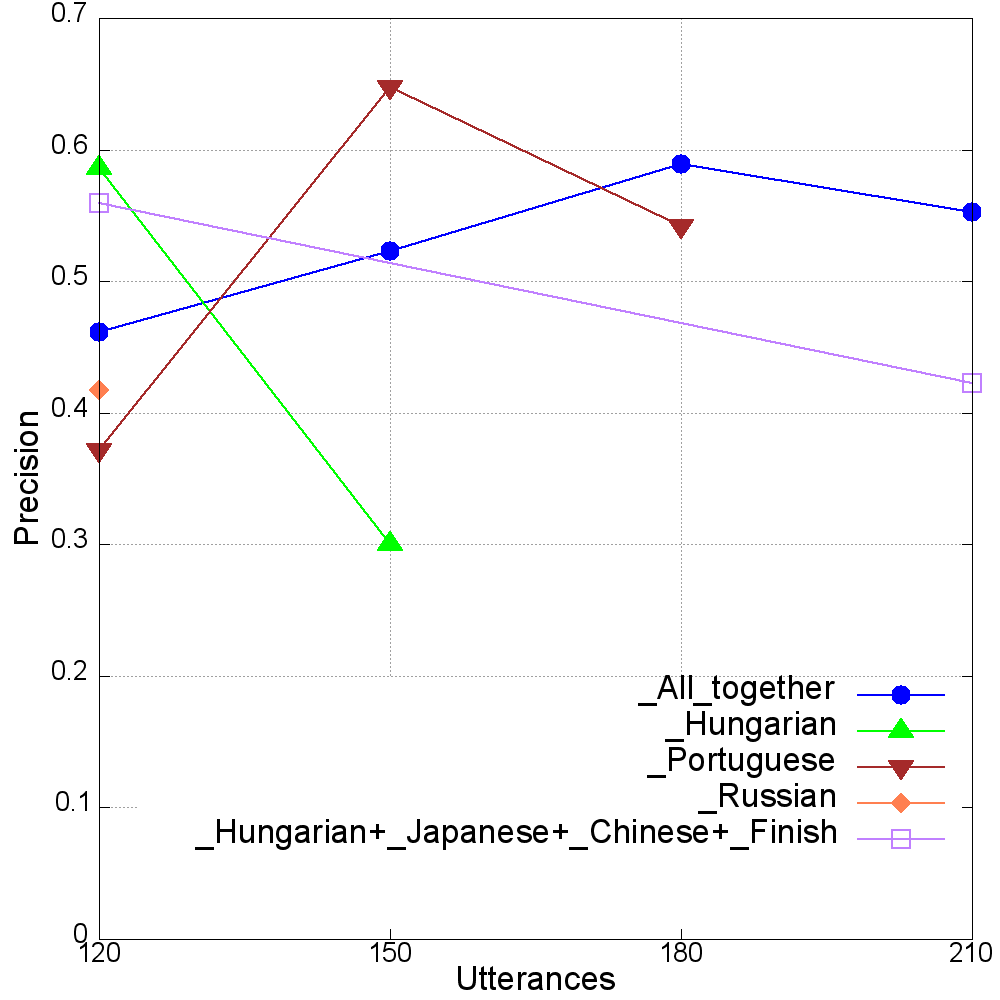 0.7
0.6
0.5
0.4
0.3
0.2
0.1
0
Precision
120 150 180 210
Utterances
_All_together
_Hungarian
_Portuguese
_Russian
_Hungarian+_Japanese+_Chinese+_Finish